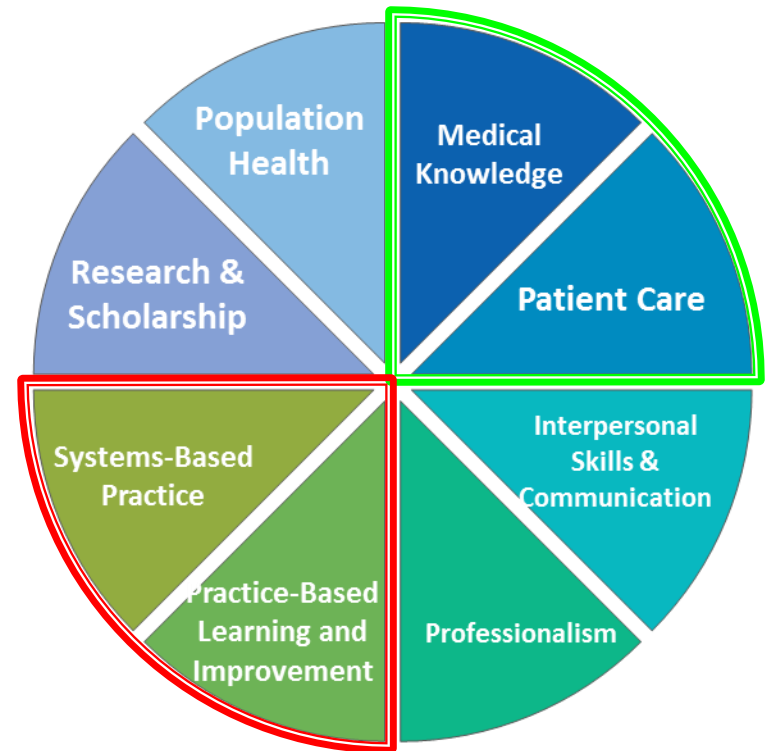 Population
Health
Medical
Knowledge
Research &
Scholarship
Patient Care
Systems-Based
Practice
Interpersonal
Skills &
Communication
Practice-Based
Learning and
Improvement
Professionalism